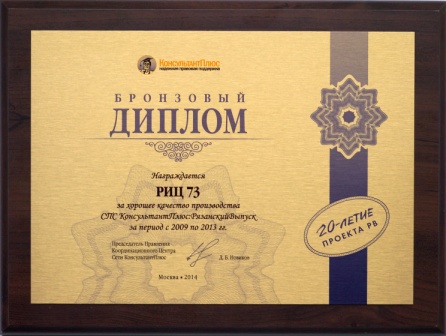 КонсультантПлюс
надежная правовая поддержка
БРОНЗОВЫЙ
ДИПЛОМ
Награждается
РИЦ 73
за хорошее качество производства
СПС КонсультантПлюс:РязанскийВыпуск
за период с 2009 по 2013 гг.
Председатель Правления
Координационного Центра
Сети КонсультантПлюс
Д. Б. Новиков
Москва • 2014
20-ЛЕТИЕ
ПРОЕКТА РВ